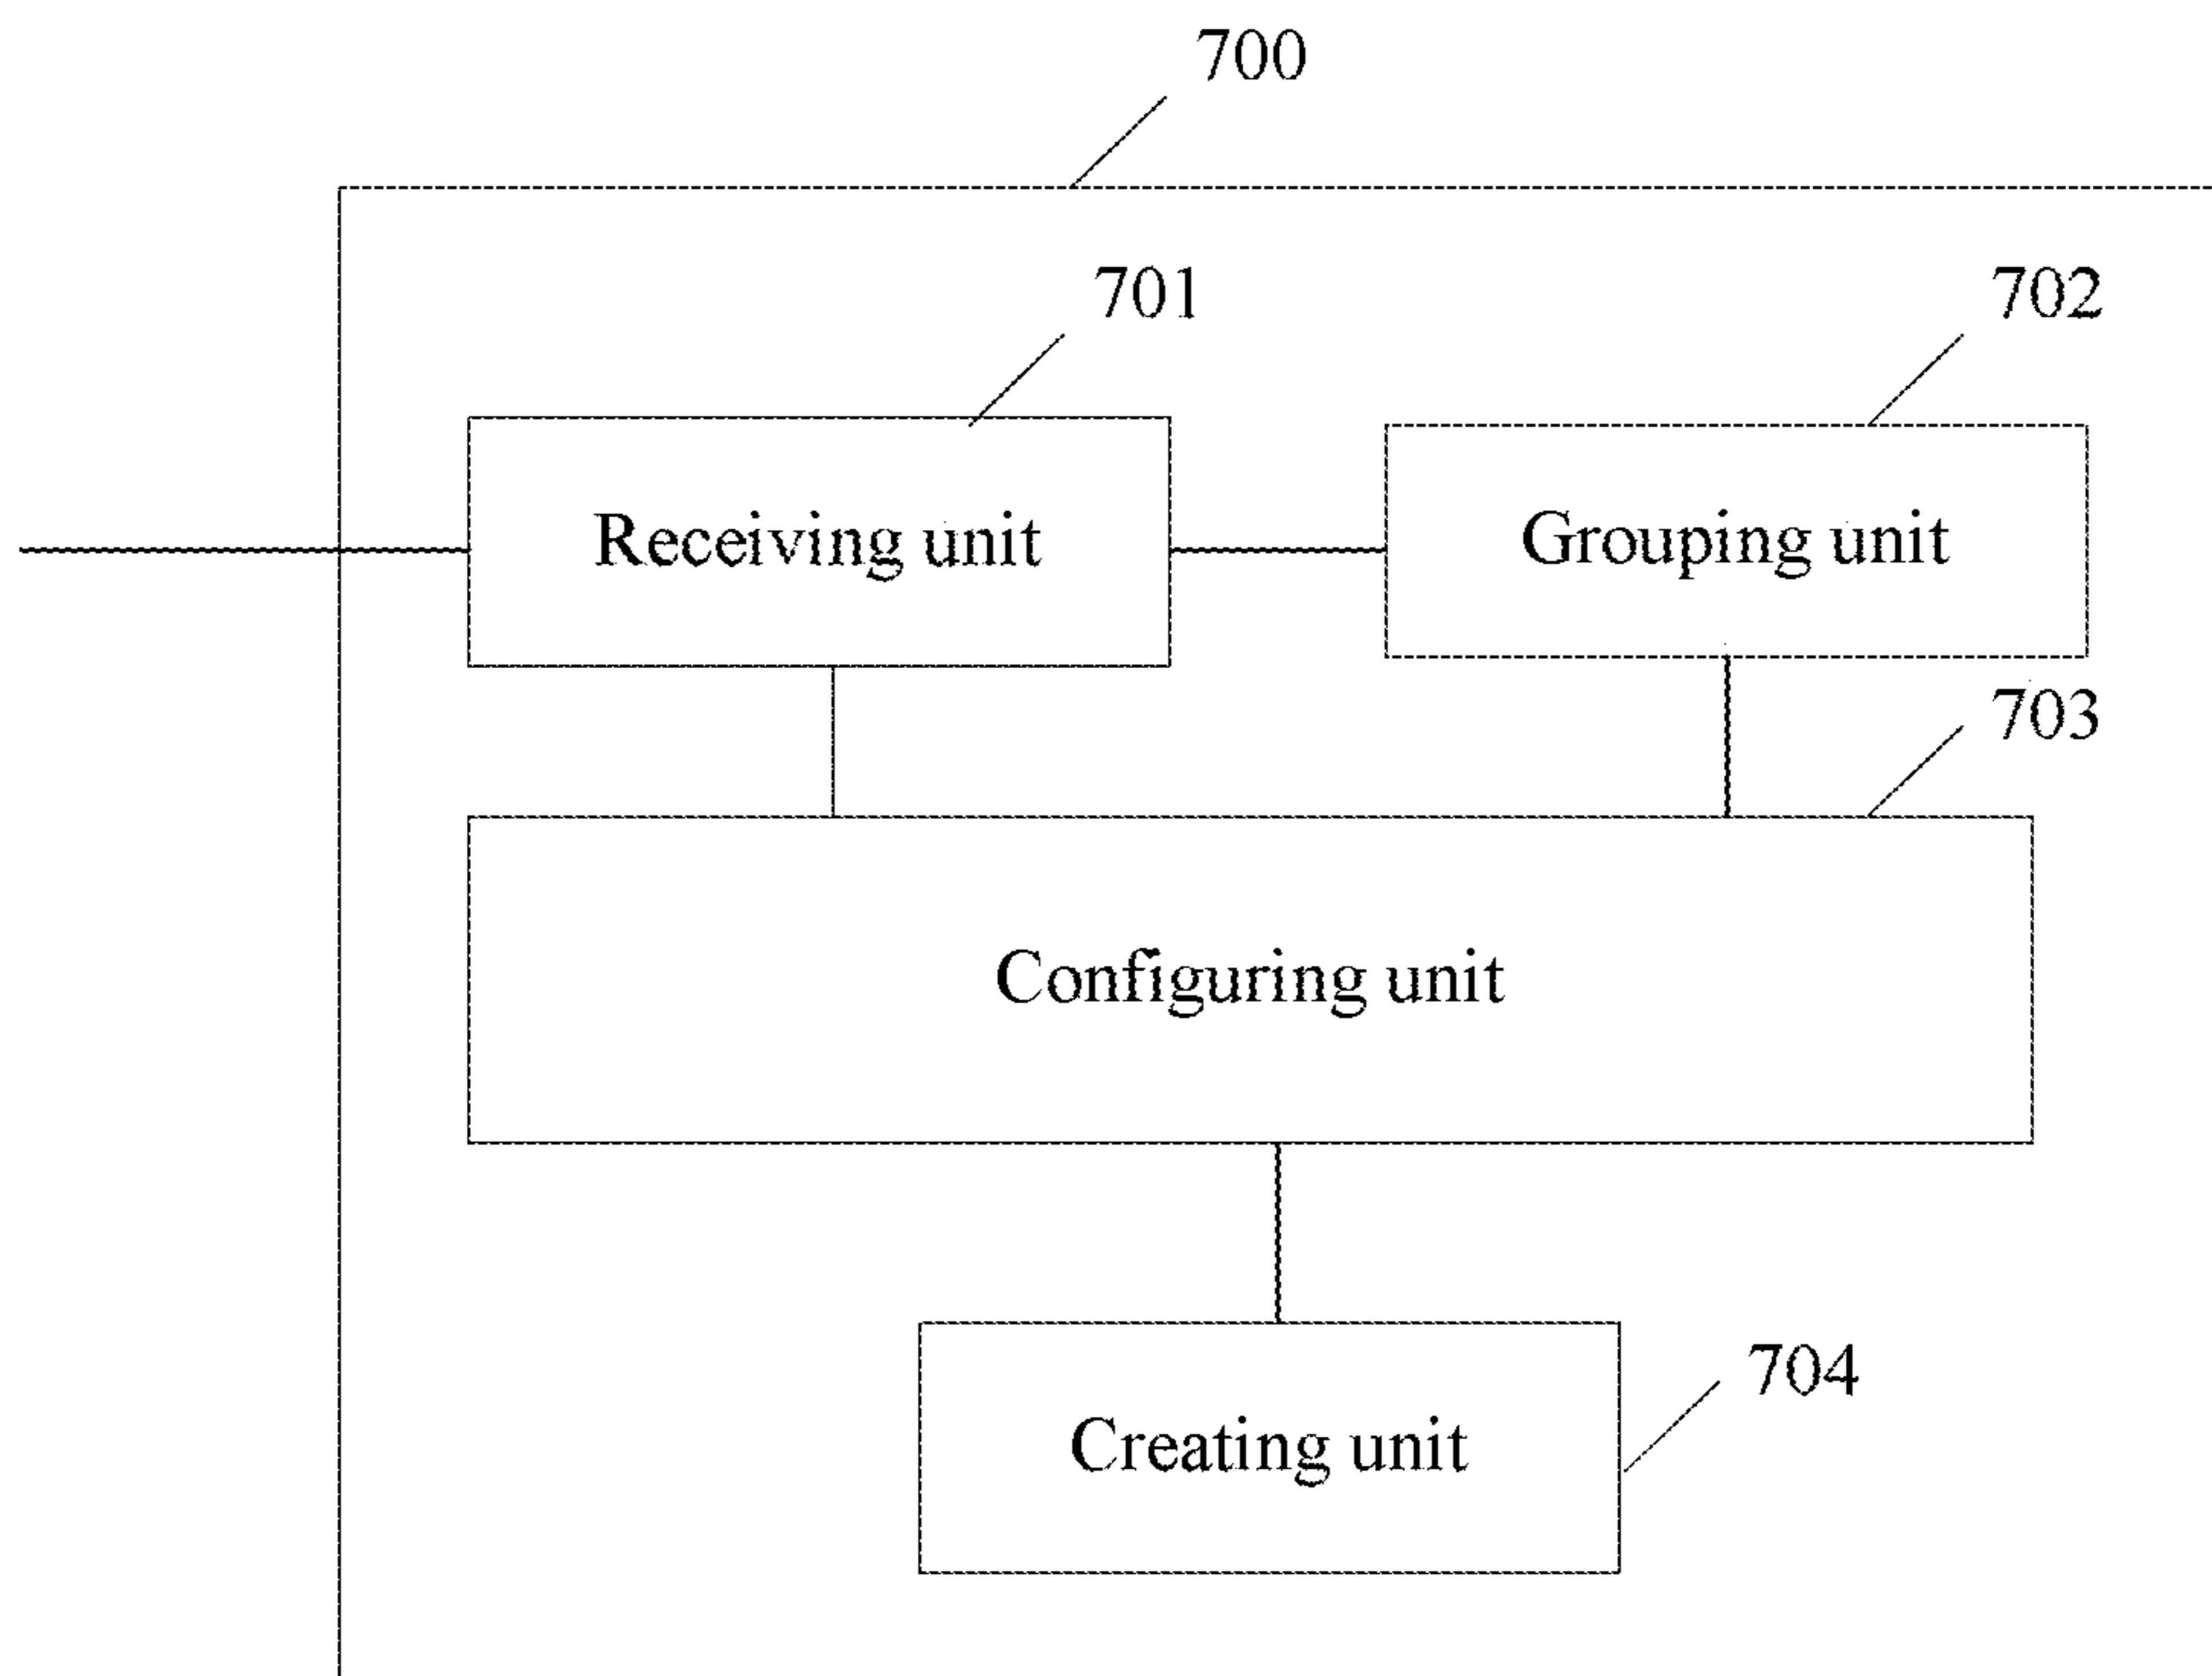 700
701
702
Receiving unit
Grouping unit
703
Configuring unit
704
Creating unit